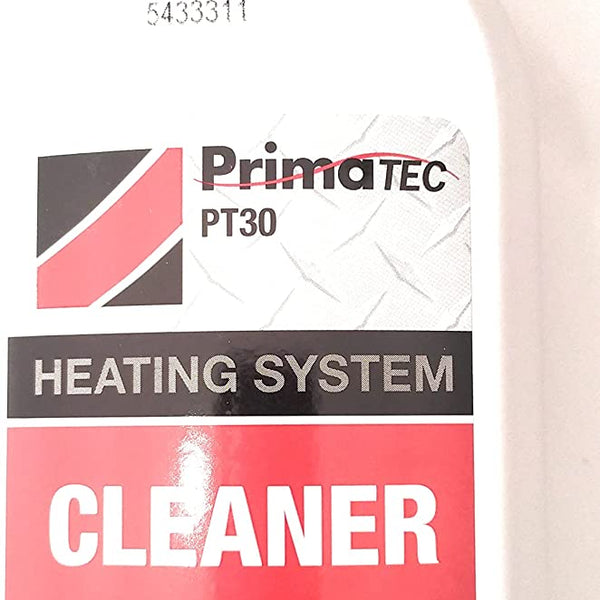 5433311
PrimaTEC
PT30
HEATING SYSTEM
CLEANER